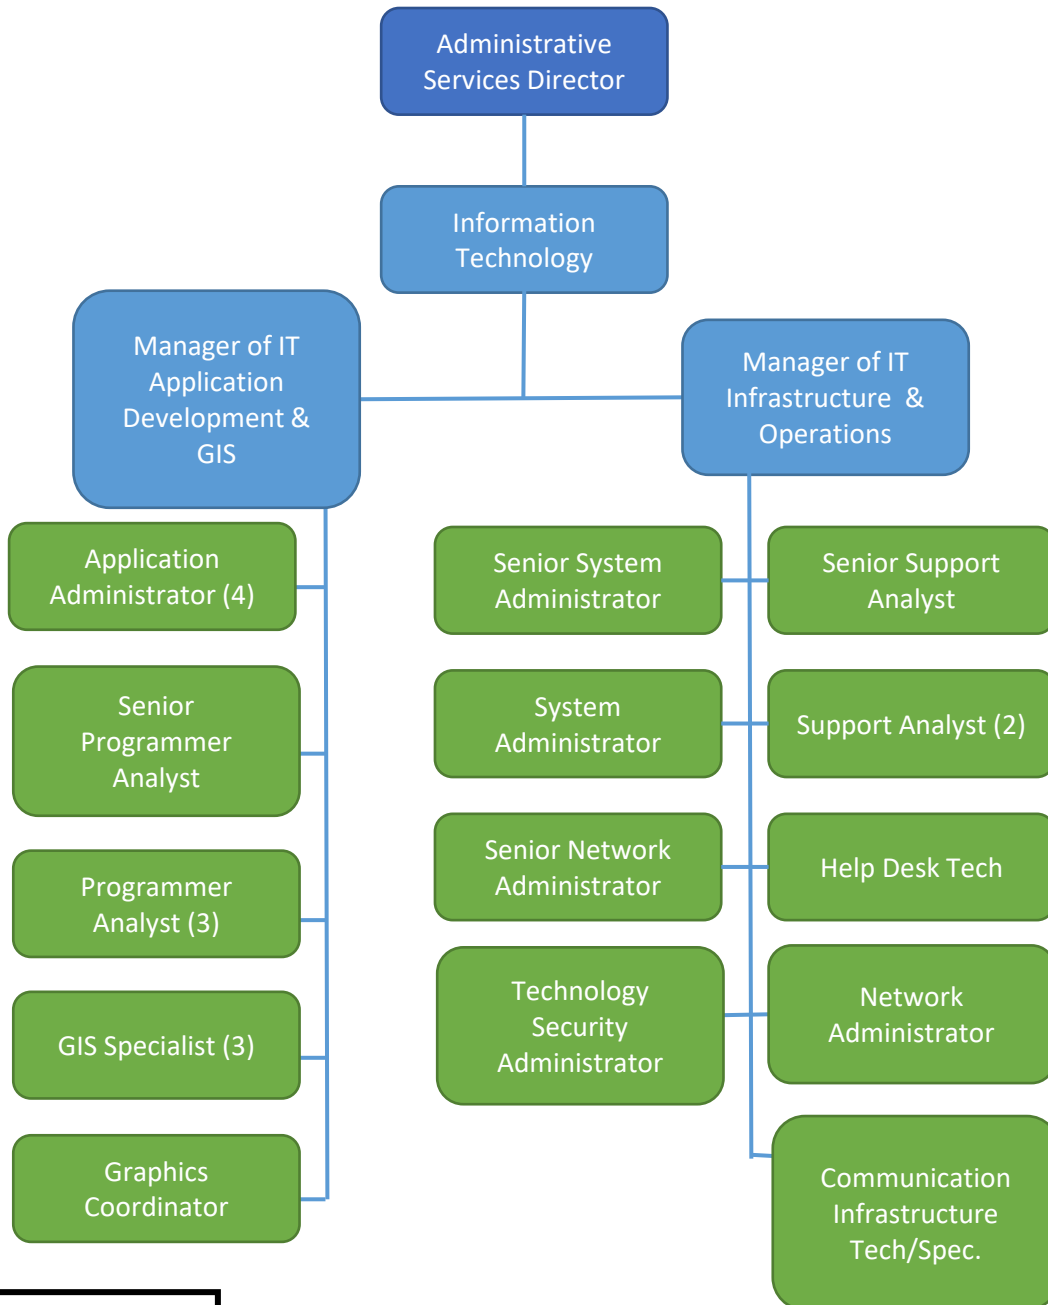 Administrative
Services Director
Information
Technology
Manager of IT
Application
Development &
GIS
Manager of IT
Infrastructure &
Operations
Application
Administrator (4)
Senior
Programmer
Analyst
Programmer
Analyst (3)
GIS Specialist (3)
Graphics
Coordinator
Senior System
Administrator
System
Administrator
Senior Network
Administrator
Technology
Security
Administrator
Senior Support
Analyst
Support Analyst (2)
Help Desk Tech
Network
Administrator
Communication
Infrastructure
Tech/Spec.